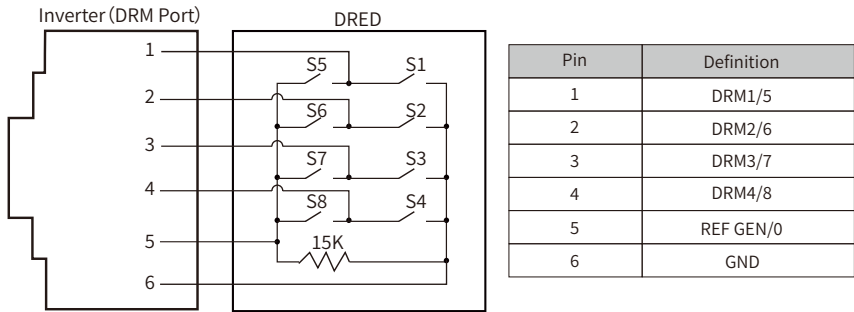 Inverter (DRM Port)
DRED
1
2
3
4
5
6
S5
S1
S6
S2
S7
S3
S8
S4
15K
Pin Definition
1 DRM1/5
2 DRM2/6
3 DRM3/7
4 DRM4/8
5 REF GEN/0
6 GND